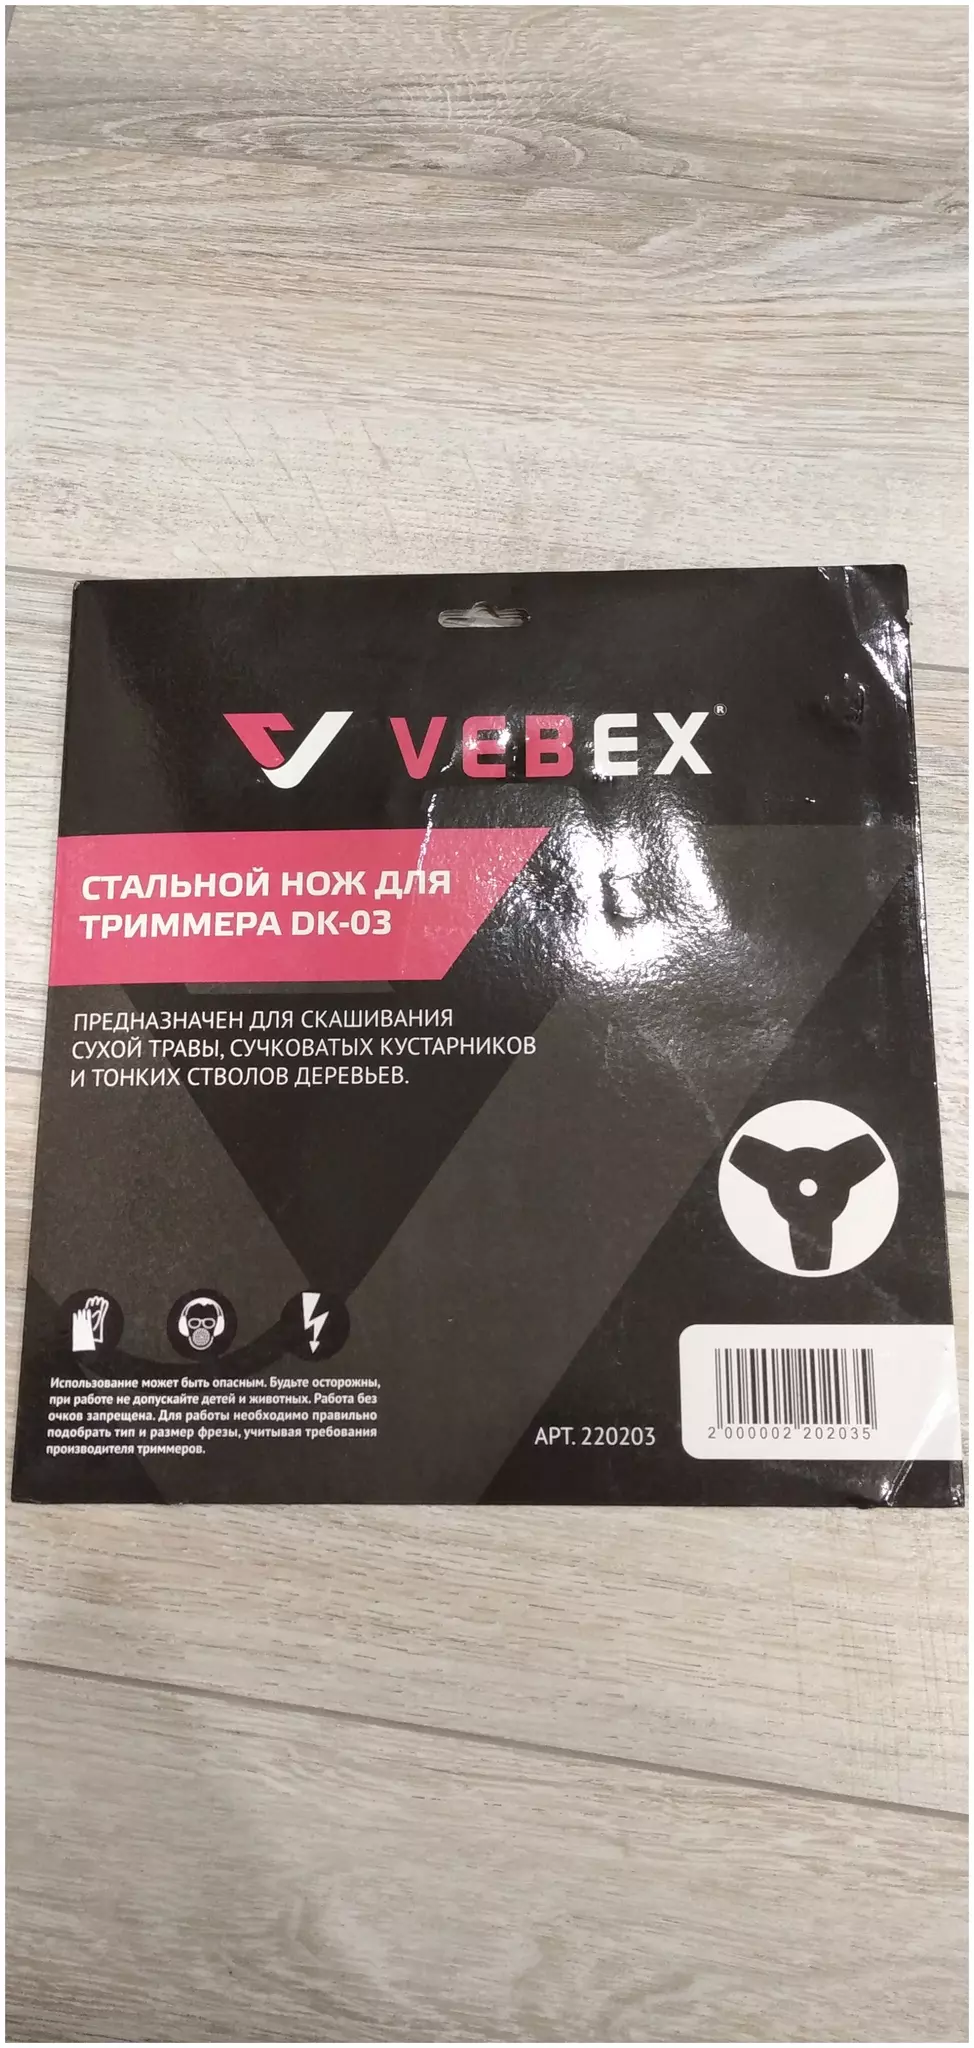 VEBEX®
СТАЛЬНОЙ НОЖ ДЛЯ
ТРИММЕРА DK-03
ПРЕДНАЗНАЧЕН ДЛЯ СКАШИВАНИЯ
СУХОЙ ТРАВЫ, СУЧКОВАТЫХ КУСТАРНИКОВ
И ТОНКИХ СТВОЛОВ ДЕРЕВЬЕВ.
Использование может быть опасным. Будьте осторожны,
при работе не допускайте детей и животных. Работа без
очков запрещена. Для работы необходимо правильно
подобрать тип и размер фрезы, учитывая требования
производителя триммеров.
АРТ. 220203
2 000002 202035